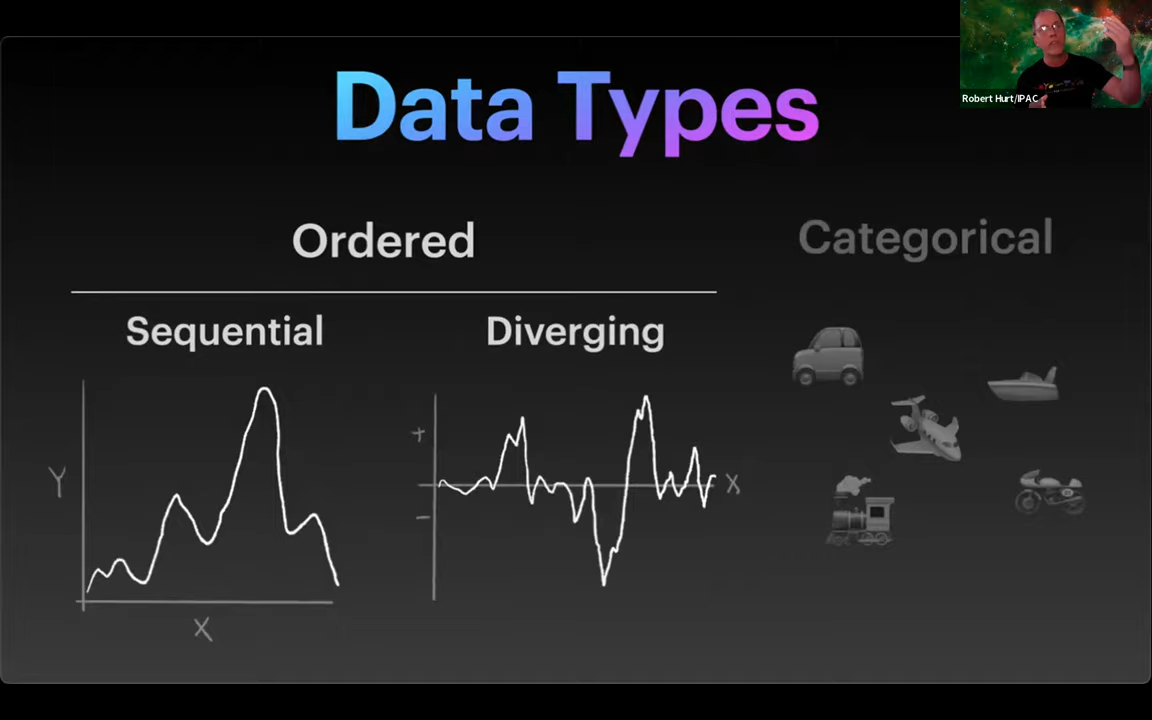 Data Types
Robert Hurt/IPAC
Ordered
Categorical
Sequential
Diverging
Y
X
+
−
X